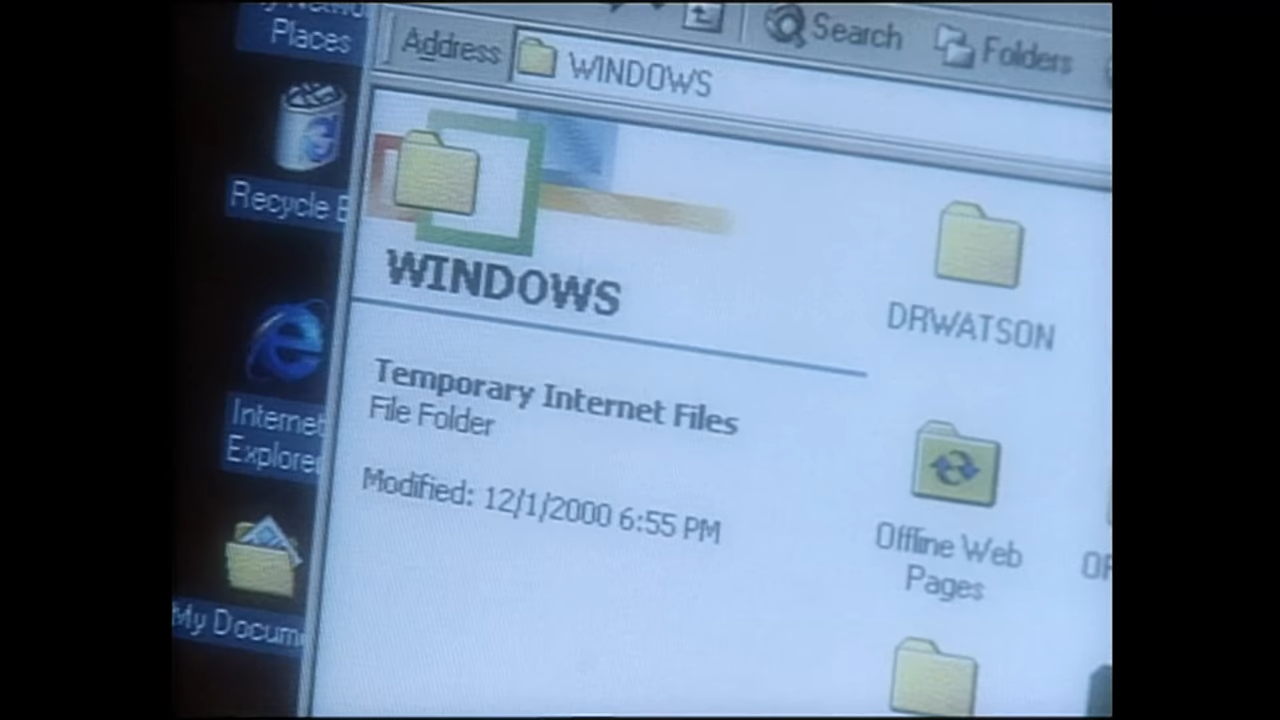 Places
Recycle B
Internet
Explore
My Docum
Address
WINDOWS
Search
Folders
WINDOWS
Temporary Internet Files
File Folder
Modified: 12/1/2000 6:55 PM
DRWATSON
Offline Web
Pages